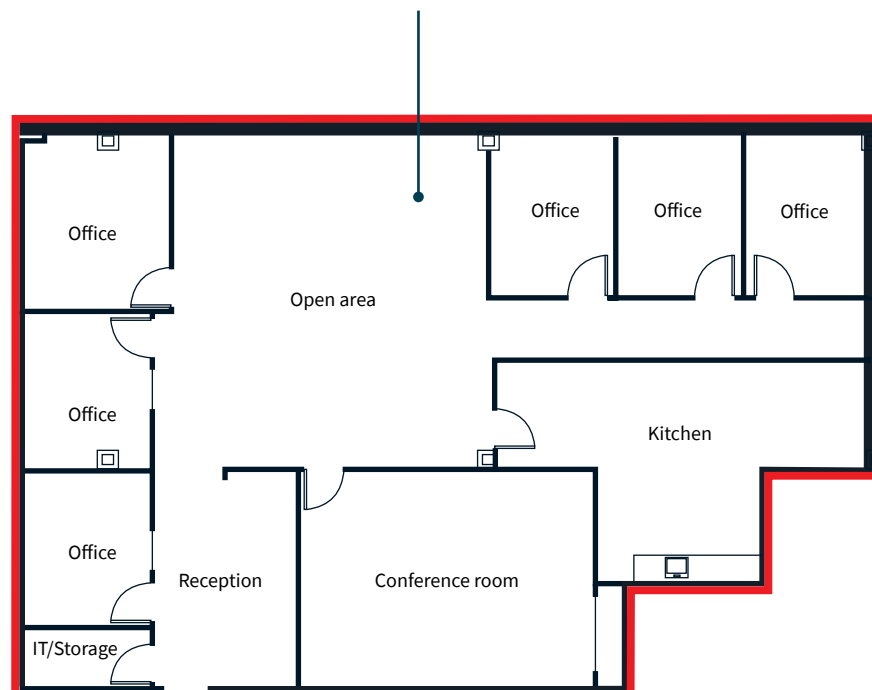 Office
Office
Office
Office
Open area
Office
Kitchen
Office
Reception
Conference room
IT/Storage